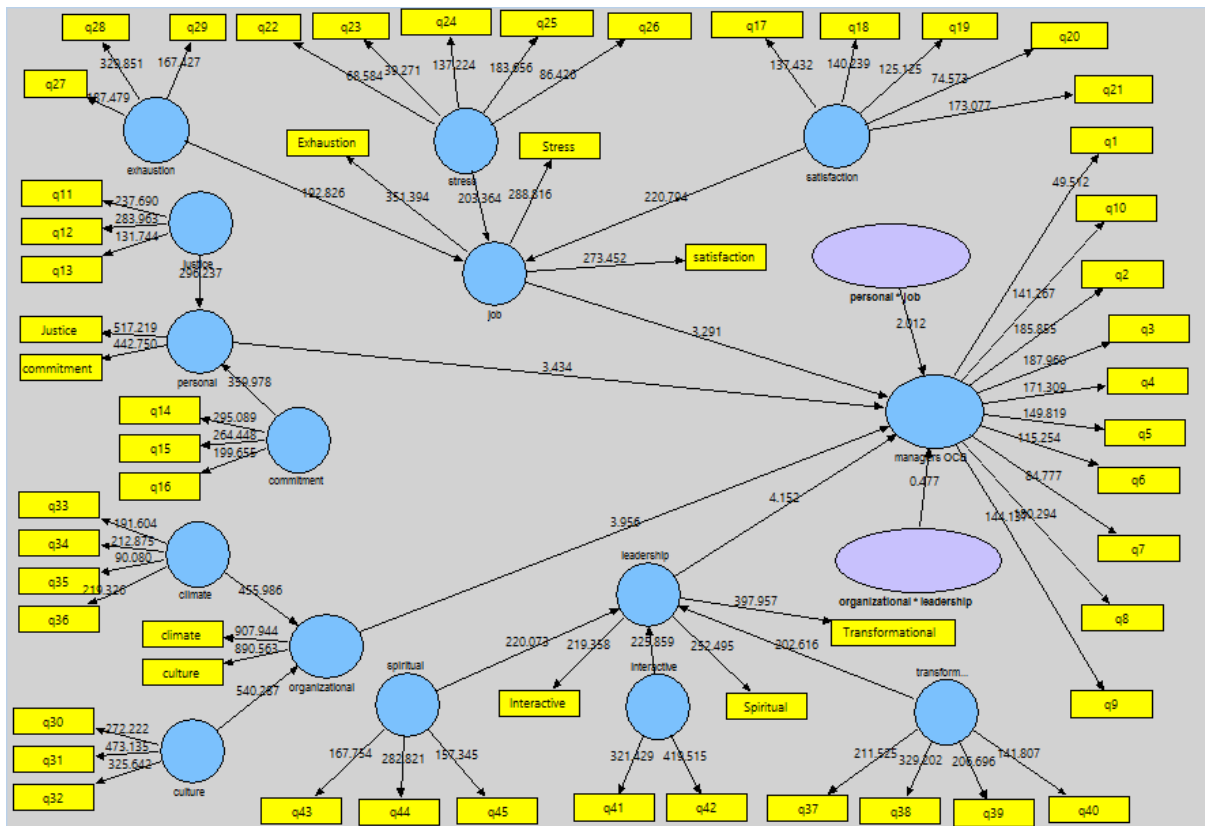 q28
q29
q22
q23
q24
q25
q26
q17
q18
q19
q20
q21
q27
329.851
167.427
187.479
68.584
39.271
137.224
183.656
86.426
137.432
140.239
125.125
74.573
173.077
exhaustion
stress
satisfaction
Exhaustion
Stress
q1
q10
q2
q3
q4
q5
q6
q7
q8
q9
192.826
351.394
203.364
288.816
220.794
49.512
141.267
185.855
187.960
171.309
149.819
115.254
84.777
144.137
q11
q12
q13
237.690
283.963
131.744
justice
296.237
job
273.452
satisfaction
personal * job
2.012
3.291
Justice
commitment
517.219
442.750
personal
3.434
359.978
q14
q15
q16
295.089
264.448
199.655
commitment
managers OCB
0.477
organizational * leadership
q33
q34
q35
q36
191.604
212.875
90.080
219.326
climate
455.986
climate
culture
907.944
890.563
organizational
3.956
4.152
540.287
q30
q31
q32
272.222
473.135
325.642
culture
leadership
397.957
Transformational
220.073
219.358
225.859
252.495
202.616
spiritual
Interactive
interactive
Spiritual
transform...
167.754
282.821
157.345
q43
q44
q45
321.429
419.515
q41
q42
211.525
329.202
206.696
141.807
q37
q38
q39
q40